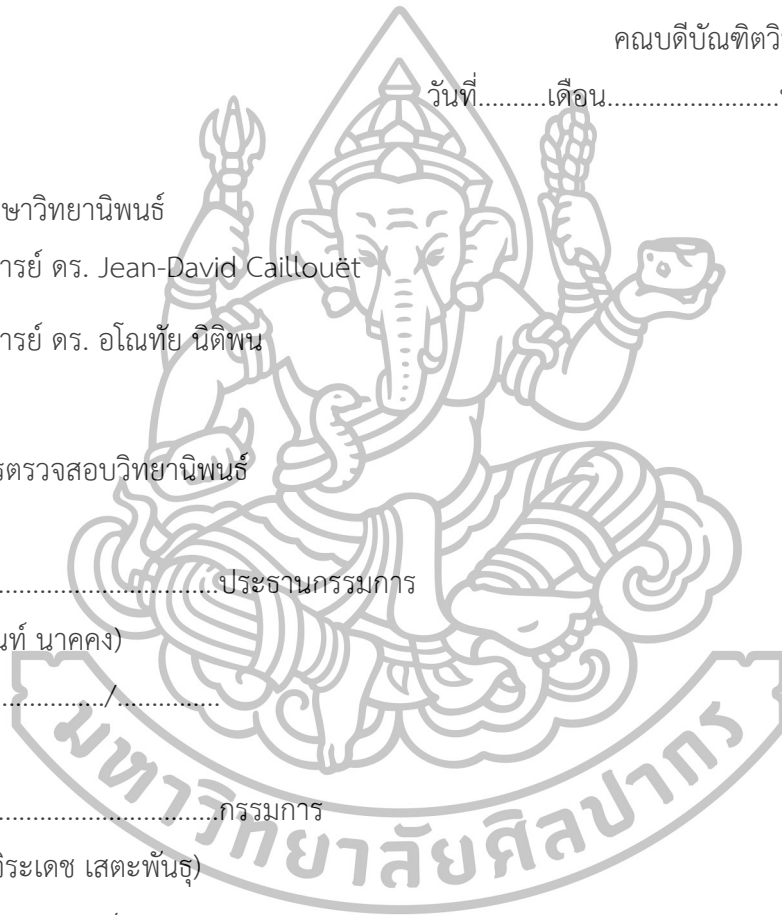 คณบดีบัณฑิตวิ
วันที่..........เดือน........................
ษาวิทยานิพนธ์
ารย์ ดร. Jean-David Caillouët
ารย์ ดร. อโณทัย นิติพน
รตรวจสอบวิทยานิพนธ์
................................ประธานกรรมการ
นท์ นาคคง)
.............../..............
................................กรรมการ
ิระเดช เสตะพันธุ)
มหาวิทยาลัยศิลปากร